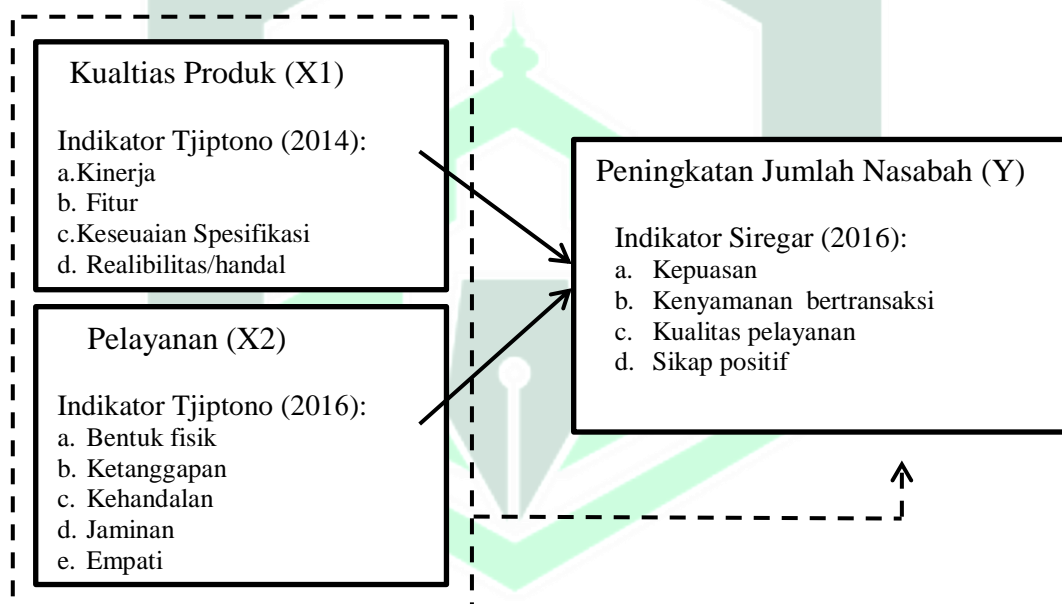 Kualtias Produk (X1)
Indikator Tjiptono (2014):
a.Kinerja
b. Fitur
c.Keseuaian Spesifikasi
d. Realibilitas/handal
Pelayanan (X2)
Indikator Tjiptono (2016):
a. Bentuk fisik
b. Ketanggapan
c. Kehandalan
d. Jaminan
e. Empati
Peningkatan Jumlah Nasabah (Y)
Indikator Siregar (2016):
a. Kepuasan
b. Kenyamanan bertransaksi
c. Kualitas pelayanan
d. Sikap positif